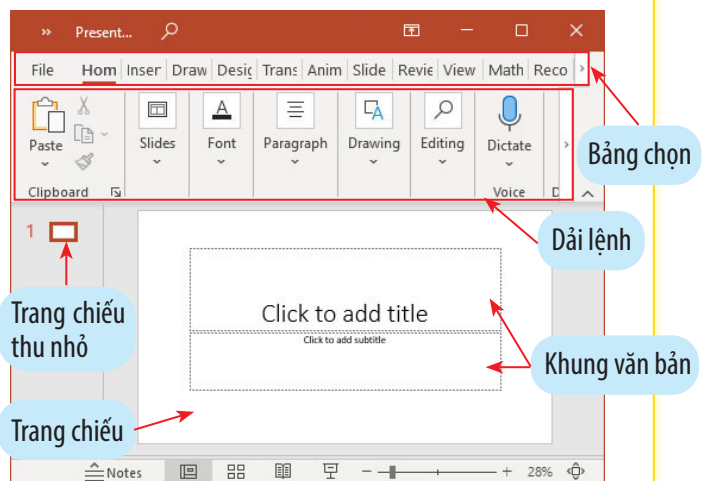 » Present...
File Hom Inser Draw Desig Trans Anim Slide Revie View Math Reco
Paste
Slides Font Paragraph Drawing Editing Dictate
Clipboard Voice D
Bảng chọn
Dải lệnh
1
Trang chiếu
thu nhỏ
Click to add title
Click to add subtitle
Khung văn bản
Trang chiếu
Notes 28%